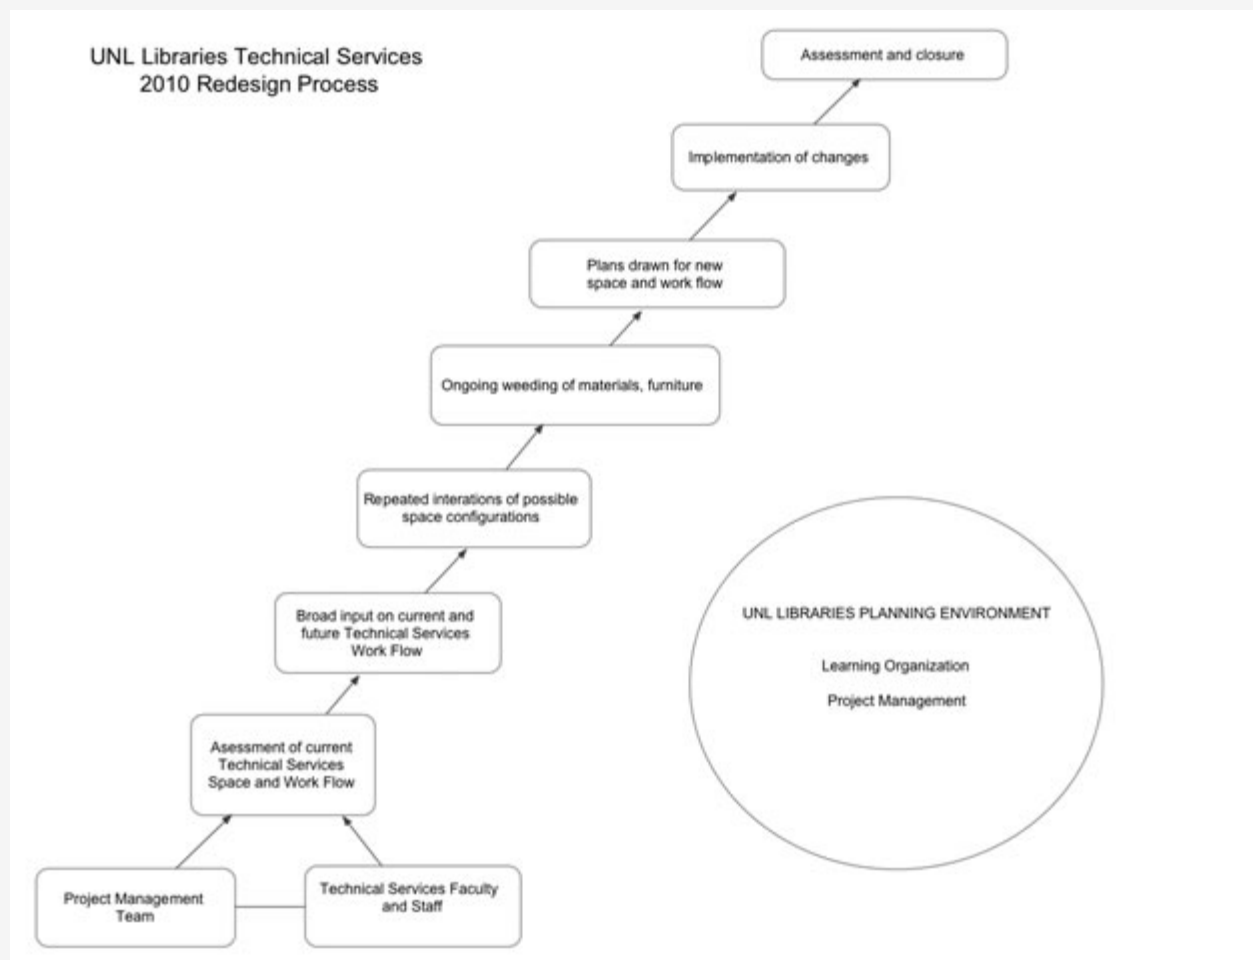 UNL Libraries Technical Services
2010 Redesign Process
Assessment and closure
Implementation of changes
Plans drawn for new
space and work flow
Ongoing weeding of materials, furniture
Repeated interations of possible
space configurations
Broad input on current and
future Technical Services
Work Flow
Asessment of current
Technical Services
Space and Work Flow
Project Management
Team
Technical Services Faculty
and Staff
UNL LIBRARIES PLANNING ENVIRONMENT
Learning Organization
Project Management